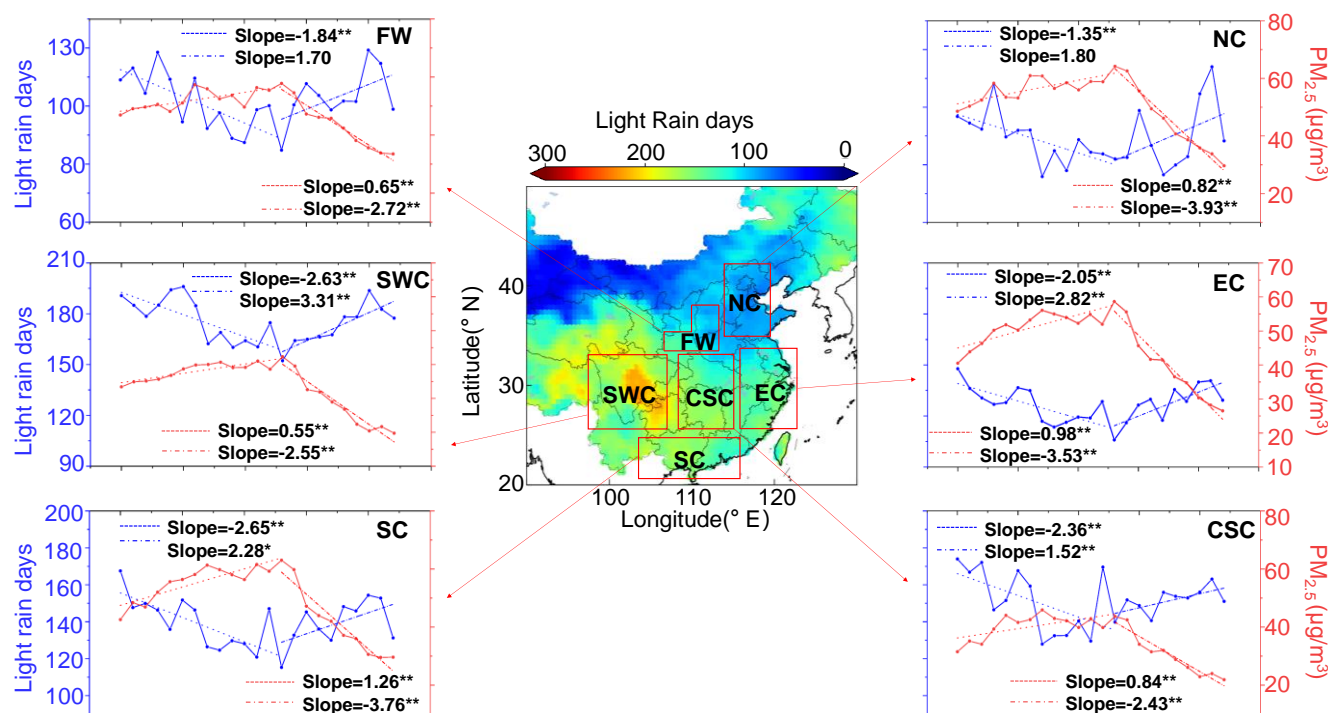 FW
Slope=-1.84**
Slope=1.70
130
100
80
60
Light rain days
Slope=0.65**
Slope=-2.72**
NC
Slope=-1.35**
Slope=1.80
80
60
40
20
PM2.5 (μg/m³)
Slope=0.82**
Slope=-3.93**
Light Rain days
300
200
100
0
SWC
Slope=-2.63**
Slope=3.31**
210
180
150
120
90
Light rain days
Slope=0.55**
Slope=-2.55**
Latitude(° N)
40
30
20
NC
FW
SWC
CSC
EC
SC
100
110
120
Longitude(° E)
EC
Slope=-2.05**
Slope=2.82**
70
60
50
40
30
20
10
PM2.5 (μg/m³)
Slope=0.98**
Slope=-3.53**
SC
Slope=-2.65**
Slope=2.28*
200
180
160
140
120
100
Light rain days
Slope=1.26**
Slope=-3.76**
CSC
Slope=-2.36**
Slope=1.52**
80
60
40
20
PM2.5 (μg/m³)
Slope=0.84**
Slope=-2.43**